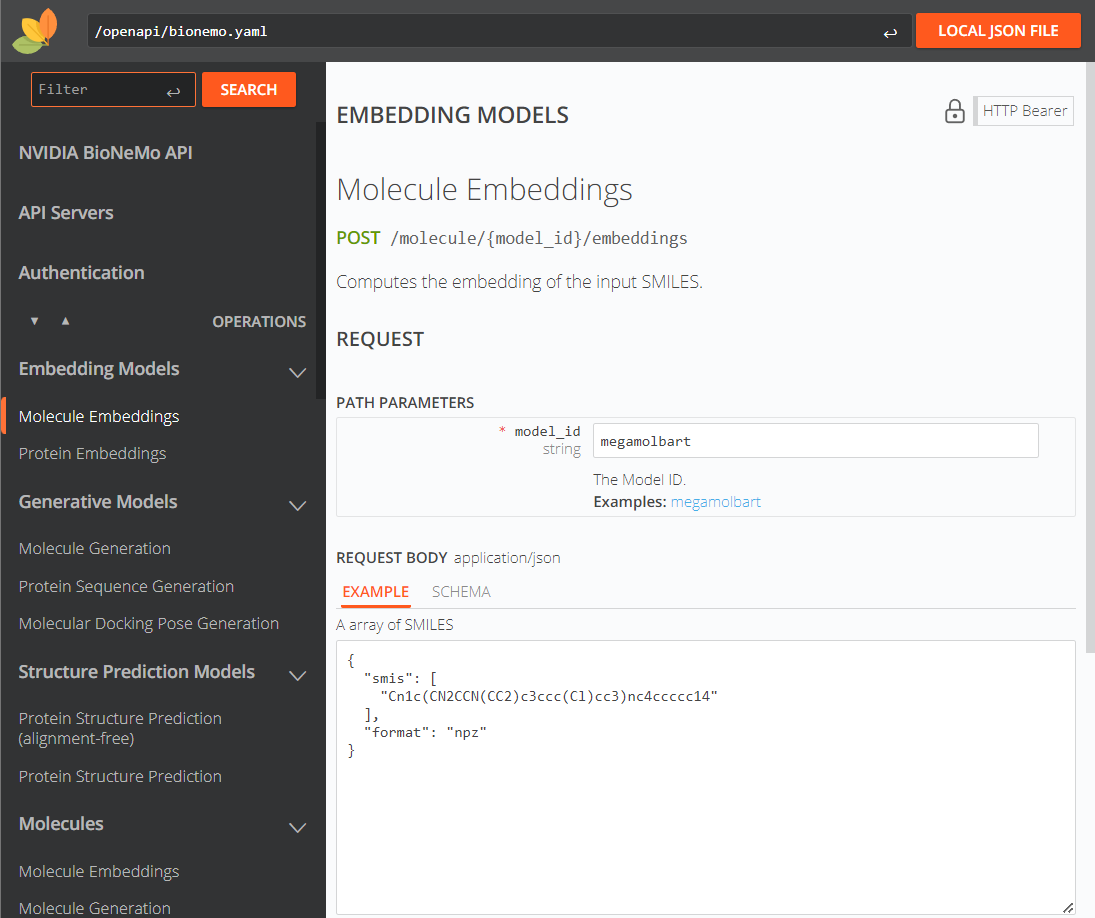 /openapi/bionemo.yaml
LOCAL JSON FILE
Filter
SEARCH
NVIDIA BioNeMo API
API Servers
Authentication
OPERATIONS
Embedding Models
Molecule Embeddings
Protein Embeddings
Generative Models
Molecule Generation
Protein Sequence Generation
Molecular Docking Pose Generation
Structure Prediction Models
Protein Structure Prediction
(alignment-free)
Protein Structure Prediction
Molecules
Molecule Embeddings
Molecule Generation
EMBEDDING MODELS
HTTP Bearer
Molecule Embeddings
POST /molecule/{model_id}/embeddings
Computes the embedding of the input SMILES.
REQUEST
PATH PARAMETERS
* model_id
string
megamolbart
The Model ID.
Examples: megamolbart
REQUEST BODY application/json
EXAMPLE SCHEMA
A array of SMILES
{
  "smis": [
    "Cn1c(CN2CCN(CC2)c3ccc(Cl)cc3)nc4ccccc14"
  ],
  "format": "npz"
}